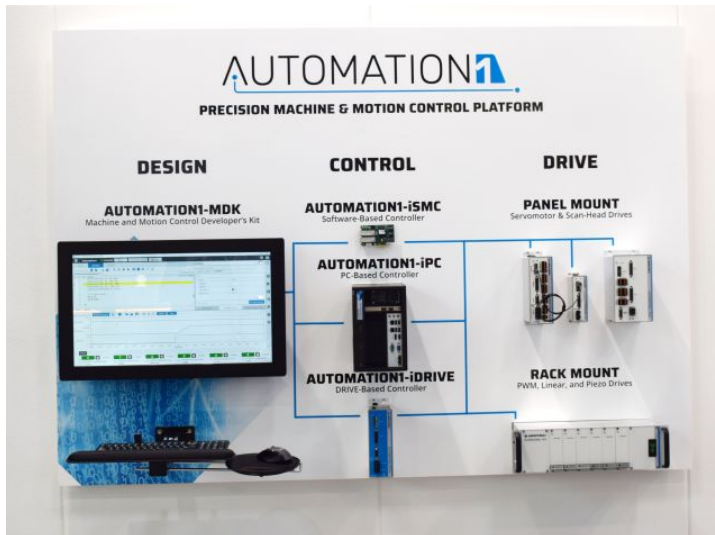 AUTOMATION1
PRECISION MACHINE & MOTION CONTROL PLATFORM
DESIGN
CONTROL
DRIVE
AUTOMATION1-MDK
Machine and Motion Control Developer's Kit
AUTOMATION1-iSMC
Software-Based Controller
PANEL MOUNT
Servomotor & Scan-Head Drives
AUTOMATION1-iPC
PC-Based Controller
AUTOMATION1-iDRIVE
DRIVE-Based Controller
RACK MOUNT
PWM, Linear, and Piezo Drives